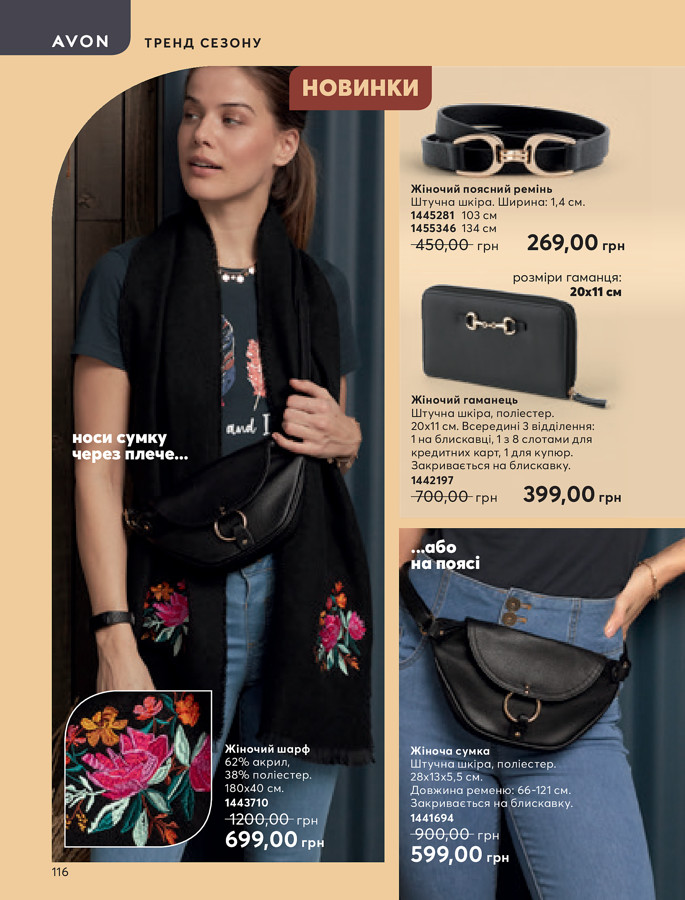 AVON
ТРЕНД СЕЗОНУ
НОВИНКИ
Жіночий поясний ремінь
Штучна шкіра. Ширина: 1,4 см.
1445281 103 см
1455346 134 см
450,00 грн 269,00 грн
розміри гаманця:
20х11 см
Жіночий гаманець
Штучна шкіра, поліестер.
20х11 см. Всередині 3 відділення:
1 на блискавці, 1 з 8 слотами для
кредитних карт, 1 для купюр.
Закривається на блискавку.
1442197
700,00 грн 399,00 грн
носи сумку
через плече...
and I
...або
на поясі
Жіночий шарф
62% акрил,
38% поліестер.
180х40 см.
1443710
1200,00 грн
699,00 грн
Жіноча сумка
Штучна шкіра, поліестер.
28х13х5,5 см.
Довжина ременю: 66-121 см.
Закривається на блискавку.
1441694
900,00 грн
599,00 грн
116